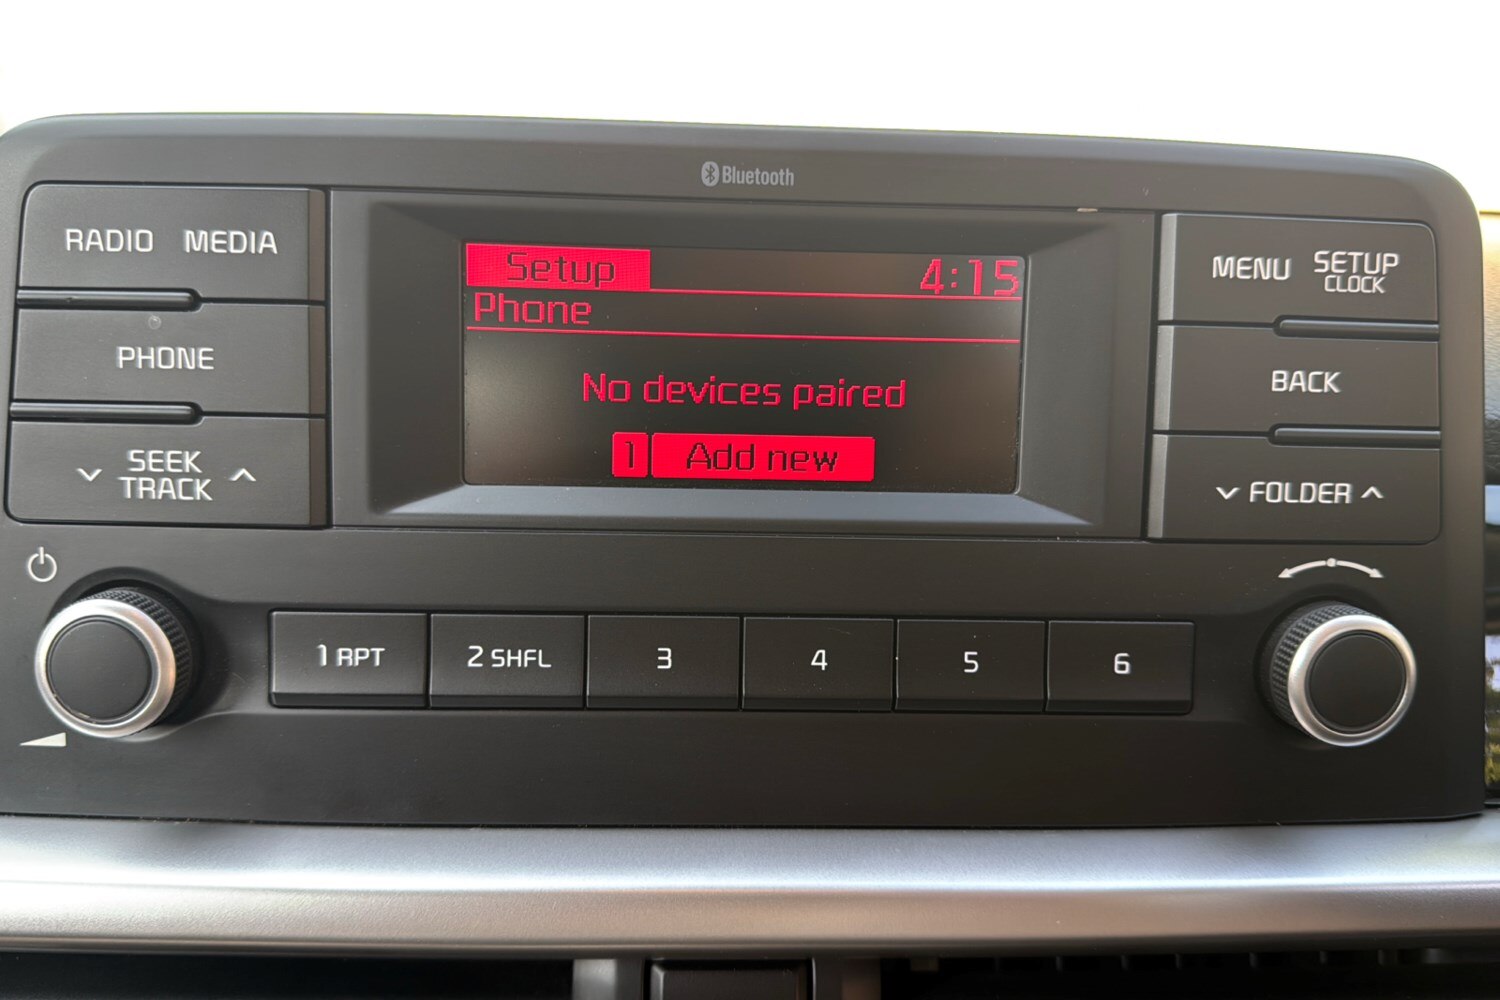 Bluetooth
RADIO MEDIA
PHONE
SEEK
TRACK
Setup 4:15
Phone
No devices paired
1 Add new
MENU SETUP
CLOCK
BACK
FOLDER
1 RPT 2 SHFL 3 4 5 6